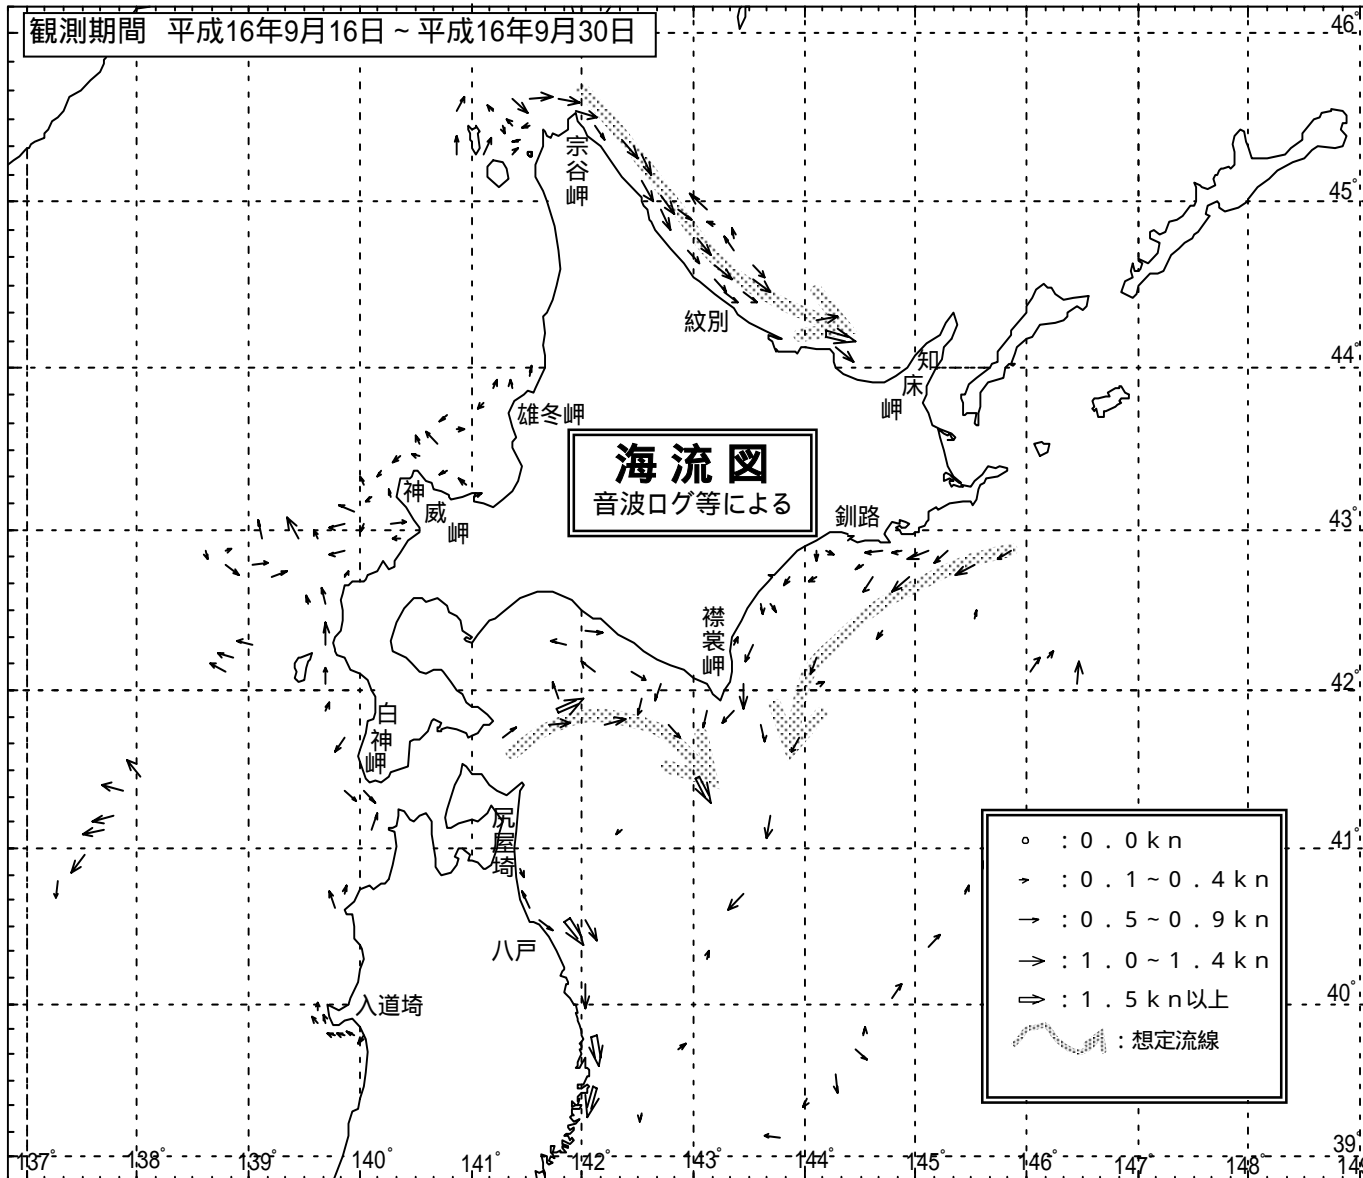 観測期間 平成16年9月16日～平成16年9月30日
46°
宗谷岬
45°
紋別
44°
知床岬
雄冬岬
海流図
音波ログ等による
神威岬
釧路
43°
襟裳岬
42°
白神岬
尻屋埼
41°
八戸
入道埼
40°
：０．０ｋｎ
：０．１～０．４ｋｎ
：０．５～０．９ｋｎ
：１．０～１．４ｋｎ
：１．５ｋｎ以上
：想定流線
39°
137° 138° 139° 140° 141° 142° 143° 144° 145° 146° 147° 148°